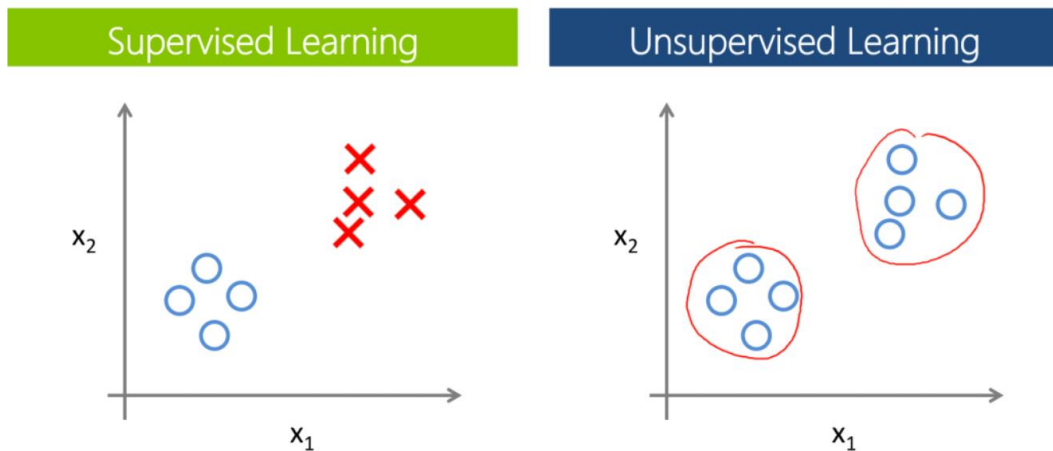 Supervised Learning
x₂
x₁
Unsupervised Learning
x₂
x₁